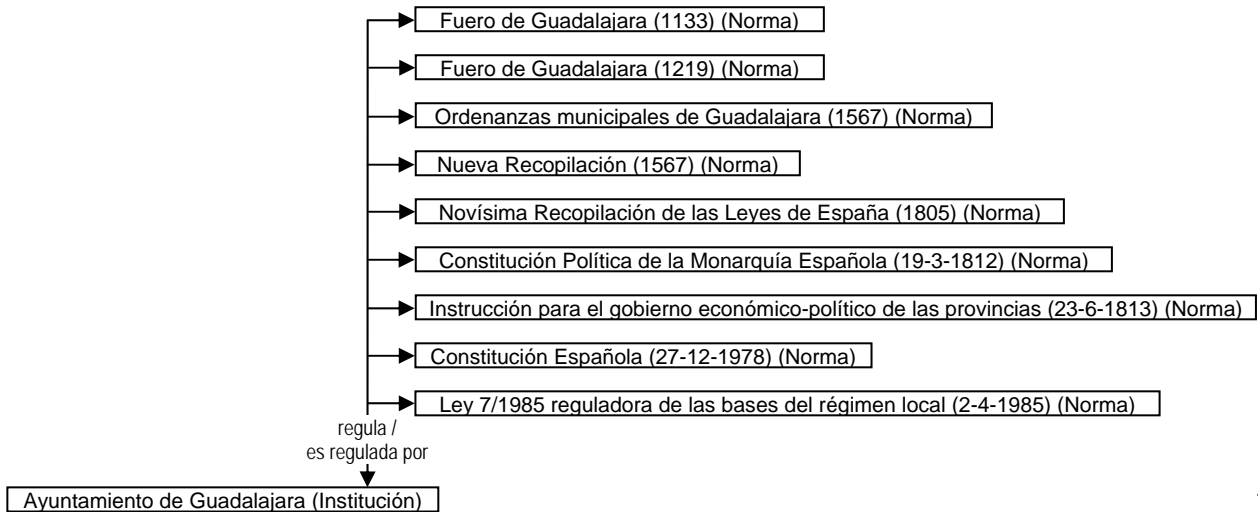 Fuero de Guadalajara (1133) (Norma)
Fuero de Guadalajara (1219) (Norma)
Ordenanzas municipales de Guadalajara (1567) (Norma)
Nueva Recopilación (1567) (Norma)
Novísima Recopilación de las Leyes de España (1805) (Norma)
Constitución Política de la Monarquía Española (19-3-1812) (Norma)
Instrucción para el gobierno económico-político de las provincias (23-6-1813) (Norma)
Constitución Española (27-12-1978) (Norma)
Ley 7/1985 reguladora de las bases del régimen local (2-4-1985) (Norma)
regula /
es regulada por
Ayuntamiento de Guadalajara (Institución)